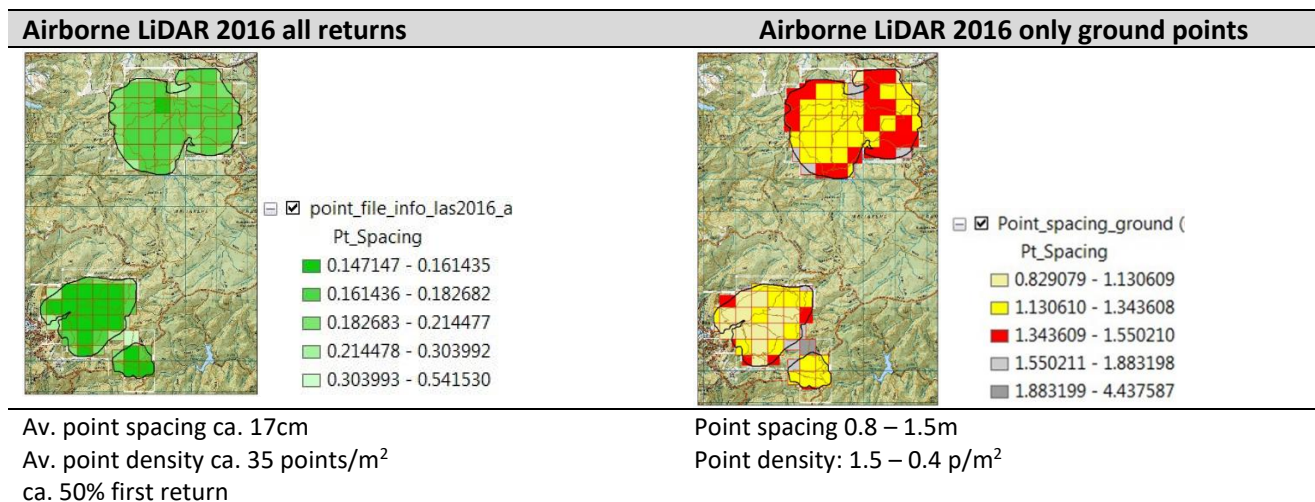 Airborne LiDAR 2016 all returns
Airborne LiDAR 2016 only ground points
point_file_info_las2016_a
Pt_Spacing
0.147147 - 0.161435
0.161436 - 0.182682
0.182683 - 0.214477
0.214478 - 0.303992
0.303993 - 0.541530
Point_spacing_ground (
Pt_Spacing
0.829079 - 1.130609
1.130610 - 1.343608
1.343609 - 1.550210
1.550211 - 1.883198
1.883199 - 4.437587
Av. point spacing ca. 17cm
Av. point density ca. 35 points/m²
ca. 50% first return
Point spacing 0.8 – 1.5m
Point density: 1.5 – 0.4 p/m²